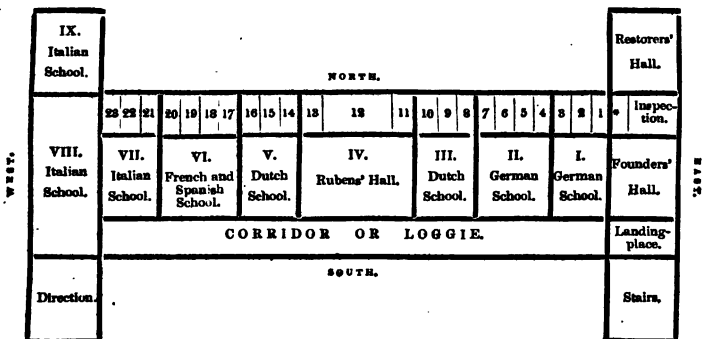 IX.
Italian
School.
Restorers'
Hall.
NORTH.
23 22 21 20 19 18 17 16 15 14 13 12 11 10 9 8 7 6 5 4 3 2 1 *
Inspec-
tion.
WEST.
VIII.
Italian
School.
VII.
Italian
School.
VI.
French and
Spanish
School.
V.
Dutch
School.
IV.
Rubens' Hall.
III.
Dutch
School.
II.
German
School.
I.
German
School.
Founders'
Hall.
EAST.
CORRIDOR OR LOGGIE.
Landing-
place.
SOUTH.
Direction.
Stairs.